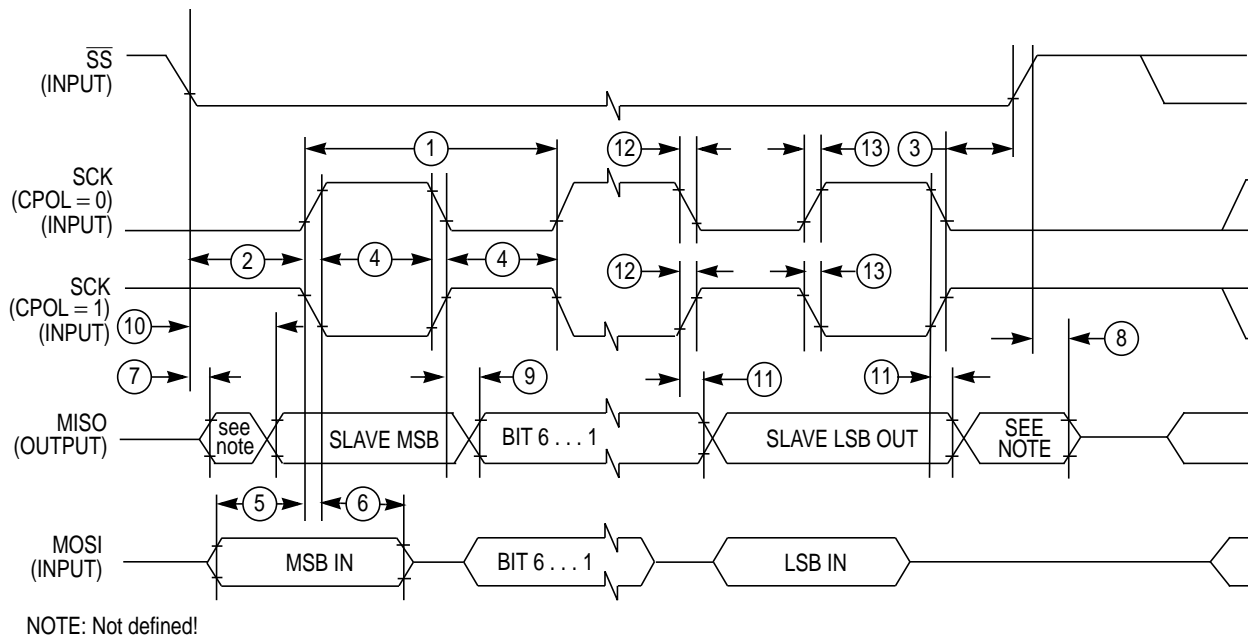 SS
(INPUT)
1
12
13
3
SCK
(CPOL = 0)
(INPUT)
2
4
4
12
13
SCK
(CPOL = 1)
(INPUT)
10
8
7
9
11
11
MISO
(OUTPUT)
see
note
SLAVE MSB
BIT 6 . . . 1
SLAVE LSB OUT
SEE
NOTE
5
6
MOSI
(INPUT)
MSB IN
BIT 6 . . . 1
LSB IN
NOTE: Not defined!